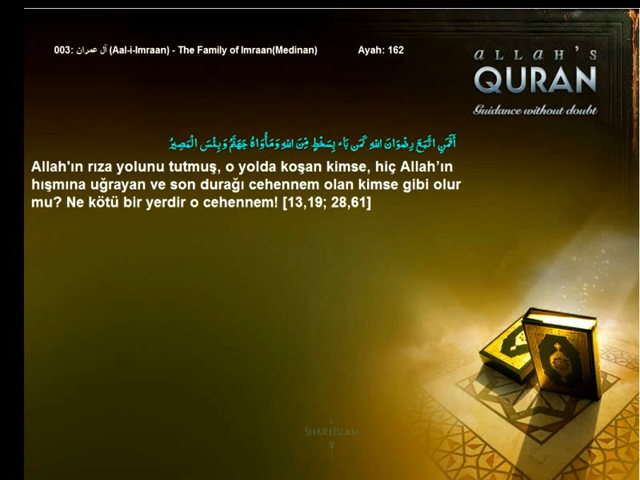 003: آل عمران (Aal-i-Imraan) - The Family of Imraan(Medinan) Ayah: 162
ALLAH'S
QURAN
Guidance without doubt
أَفَمَنِ اتَّبَعَ رِضْوَانَ اللّهِ كَمَن بَاء بِسَخْطٍ مِّنَ اللّهِ وَمَأْوَاهُ جَهَنَّمُ وَبِئْسَ الْمَصِيرُ
Allah'ın rıza yolunu tutmuş, o yolda koşan kimse, hiç Allah’ın
hışmına uğrayan ve son durağı cehennem olan kimse gibi olur
mu? Ne kötü bir yerdir o cehennem! [13,19; 28,61]
SHAREISLAM